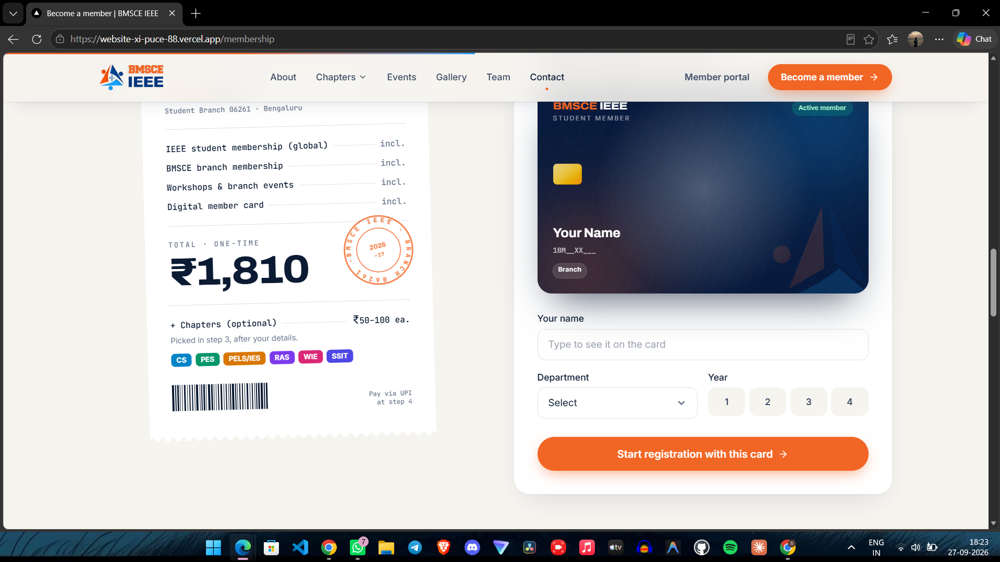 Become a member | BMSCE IEEE
https://website-xi-puce-88.vercel.app/membership
Chat
BMSCE
IEEE
About
Chapters
Events
Gallery
Team
Contact
Member portal
Become a member →
Student Branch 06261 · Bengaluru
IEEE student membership (global) incl.
BMSCE branch membership incl.
Workshops & branch events incl.
Digital member card incl.
TOTAL · ONE-TIME
₹1,810
BMSCE IEEE · BRANCH 06261 ·
2026
-27
+ Chapters (optional) ₹50–100 ea.
Picked in step 3, after your details.
CS PES PELS/IES RAS WIE SSIT
Pay via UPI
at step 4
BMSCE IEEE
STUDENT MEMBER
Active member
Your Name
1BM__XX___
Branch
Your name
Type to see it on the card
Department
Select
Year
1 2 3 4
Start registration with this card →
7
tv
S
ENG
IN
18:23
27-09-2026